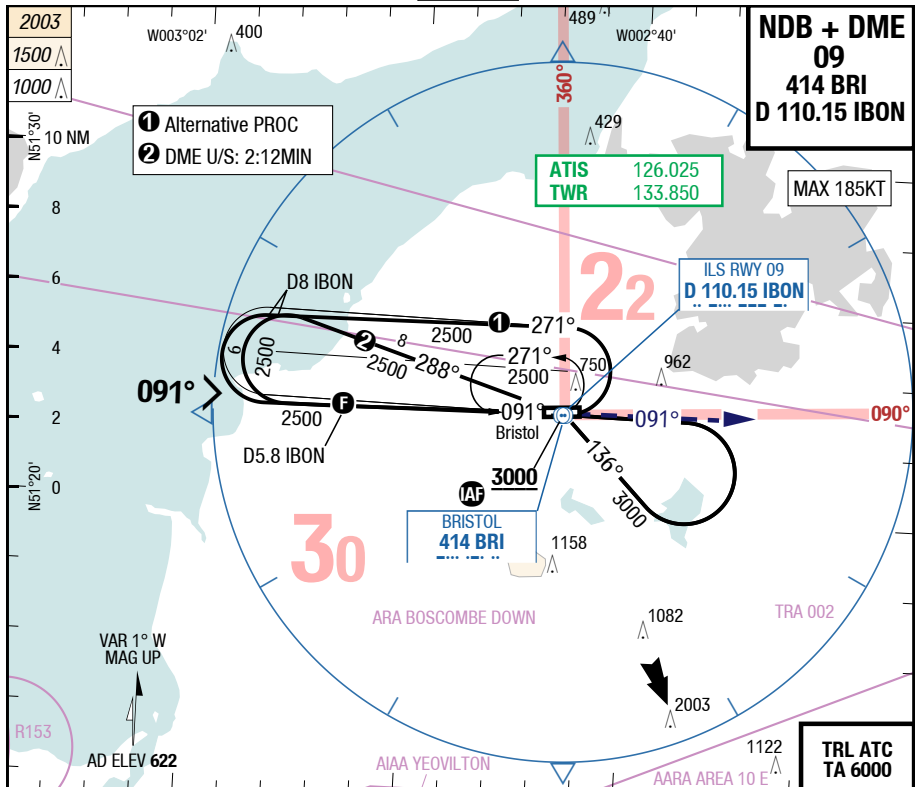 2003
1500
1000
W003°02'
400
489
W002°40'
NDB + DME
09
414 BRI
D 110.15 IBON
N51°30'
10 NM
8
6
4
2
0
N51°20'
1 Alternative PROC
2 DME U/S: 2:12MIN
360°
429
ATIS 126.025
TWR 133.850
MAX 185KT
22
ILS RWY 09
D 110.15 IBON
D8 IBON
1
2500
271°
2
8
2500
288°
271°
2500
750
962
6
2500
091°
2500
F
091°
Bristol
091°
090°
D5.8 IBON
136°
3000
IAF
3000
BRISTOL
414 BRI
30
1158
ARA BOSCOMBE DOWN
TRA 002
1082
2003
VAR 1° W
MAG UP
R153
AD ELEV 622
AIAA YEOVILTON
1122
AARA AREA 10 E
TRL ATC
TA 6000